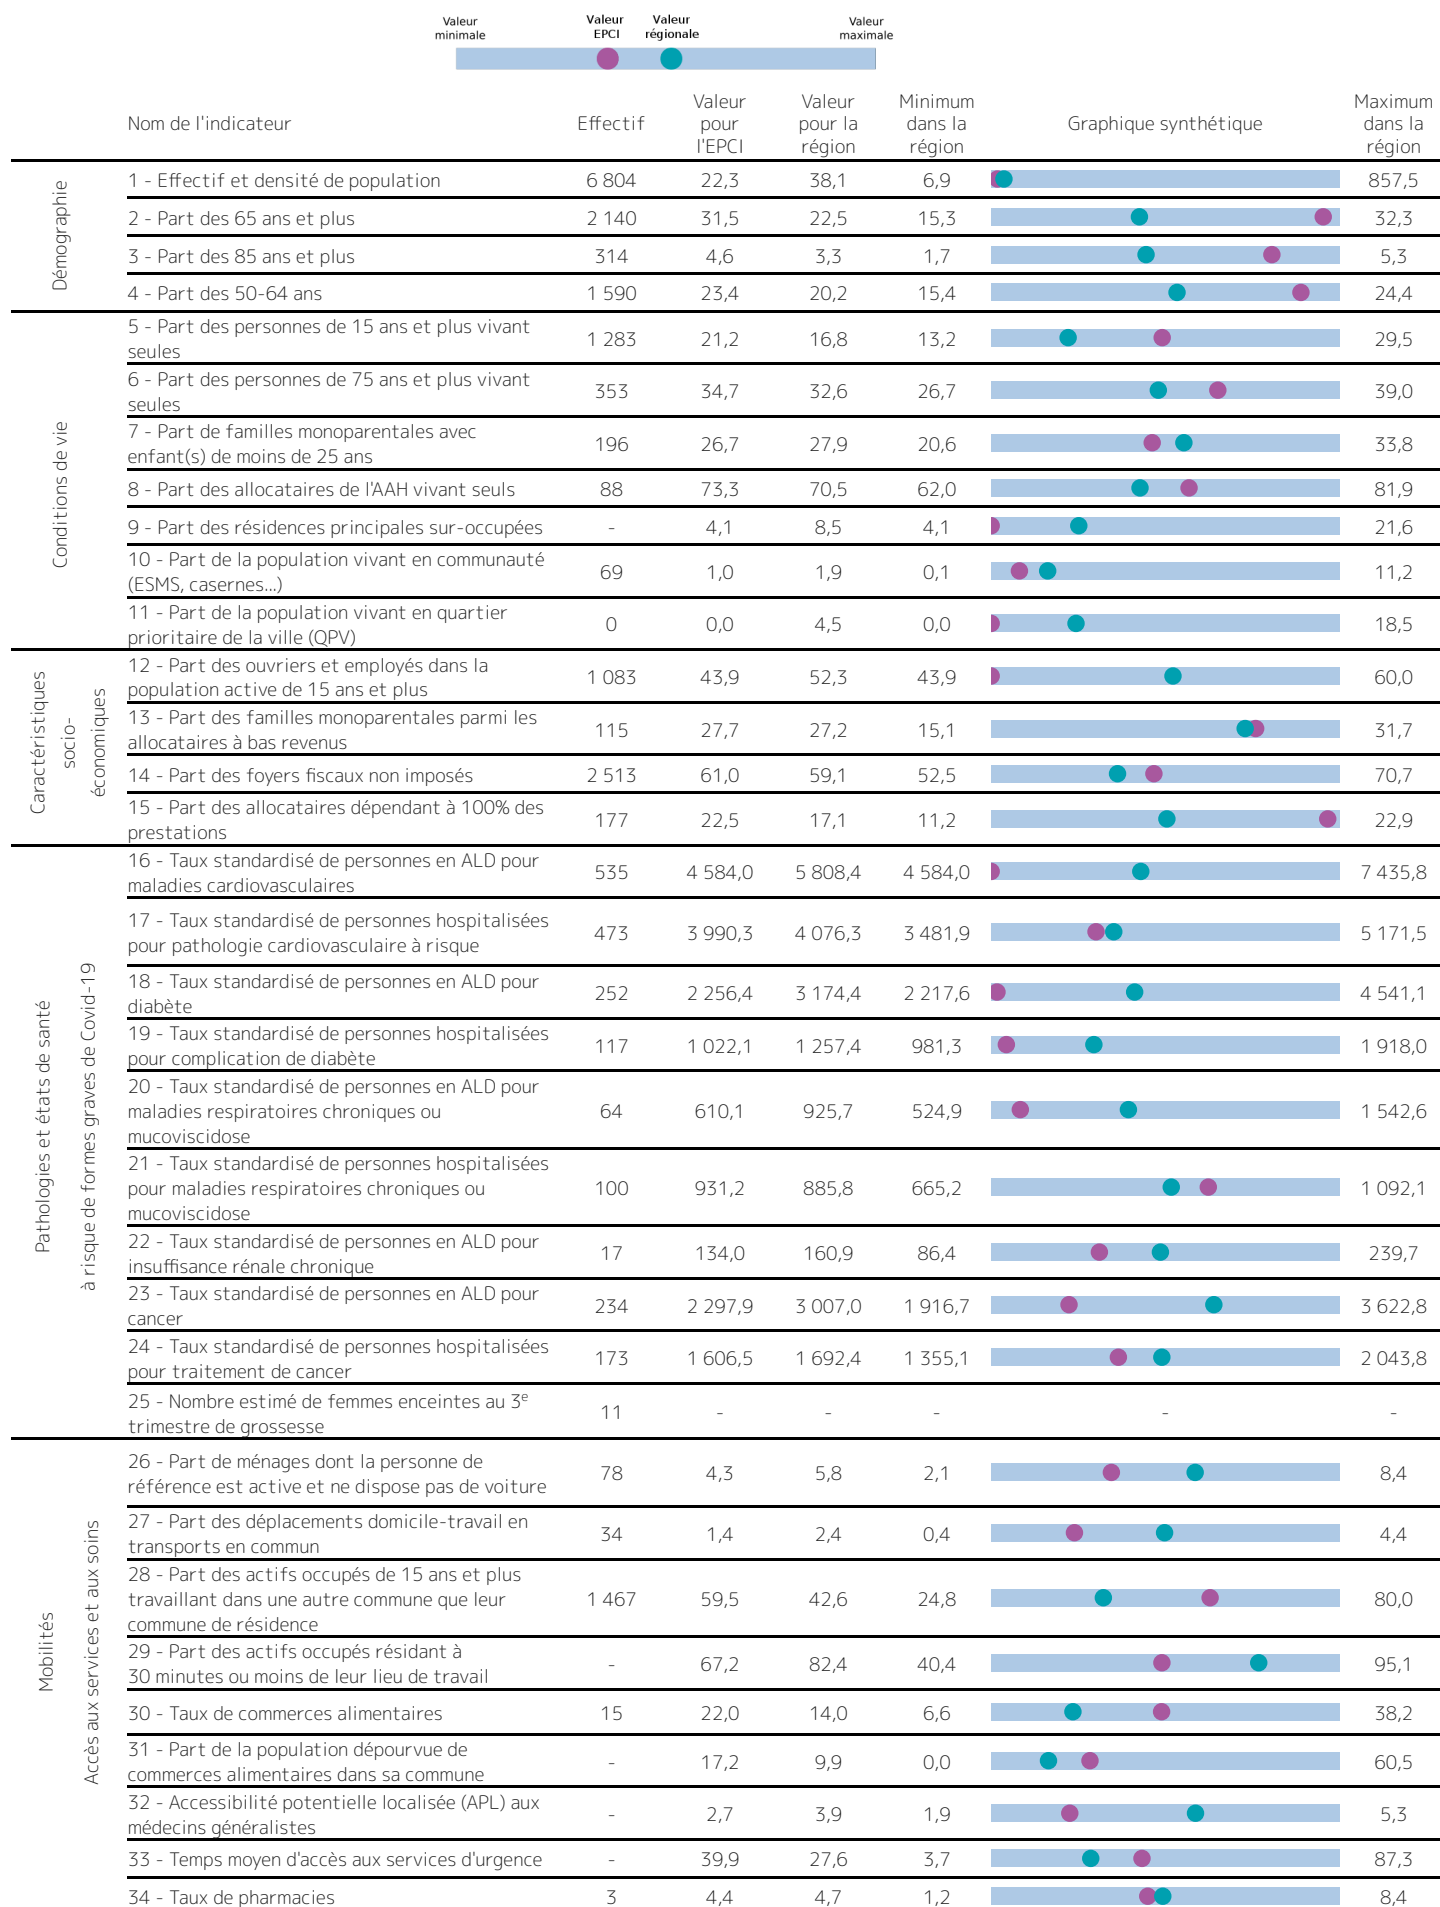 Valeur minimale
Valeur EPCI
Valeur régionale
Valeur maximale
Nom de l'indicateur
Effectif
Valeur pour l'EPCI
Valeur pour la région
Minimum dans la région
Graphique synthétique
Maximum dans la région
Démographie
1 - Effectif et densité de population 6 804 22,3 38,1 6,9 857,5
2 - Part des 65 ans et plus 2 140 31,5 22,5 15,3 32,3
3 - Part des 85 ans et plus 314 4,6 3,3 1,7 5,3
4 - Part des 50-64 ans 1 590 23,4 20,2 15,4 24,4
Conditions de vie
5 - Part des personnes de 15 ans et plus vivant
seules 1 283 21,2 16,8 13,2 29,5
6 - Part des personnes de 75 ans et plus vivant
seules 353 34,7 32,6 26,7 39,0
7 - Part de familles monoparentales avec
enfant(s) de moins de 25 ans 196 26,7 27,9 20,6 33,8
8 - Part des allocataires de l'AAH vivant seuls 88 73,3 70,5 62,0 81,9
9 - Part des résidences principales sur-occupées - 4,1 8,5 4,1 21,6
10 - Part de la population vivant en communauté
(ESMS, casernes...) 69 1,0 1,9 0,1 11,2
11 - Part de la population vivant en quartier
prioritaire de la ville (QPV) 0 0,0 4,5 0,0 18,5
Caractéristiques
socio-
économiques
12 - Part des ouvriers et employés dans la
population active de 15 ans et plus 1 083 43,9 52,3 43,9 60,0
13 - Part des familles monoparentales parmi les
allocataires à bas revenus 115 27,7 27,2 15,1 31,7
14 - Part des foyers fiscaux non imposés 2 513 61,0 59,1 52,5 70,7
15 - Part des allocataires dépendant à 100% des
prestations 177 22,5 17,1 11,2 22,9
Pathologies et états de santé
à risque de formes graves de Covid-19
16 - Taux standardisé de personnes en ALD pour
maladies cardiovasculaires 535 4 584,0 5 808,4 4 584,0 7 435,8
17 - Taux standardisé de personnes hospitalisées
pour pathologie cardiovasculaire à risque 473 3 990,3 4 076,3 3 481,9 5 171,5
18 - Taux standardisé de personnes en ALD pour
diabète 252 2 256,4 3 174,4 2 217,6 4 541,1
19 - Taux standardisé de personnes hospitalisées
pour complication de diabète 117 1 022,1 1 257,4 981,3 1 918,0
20 - Taux standardisé de personnes en ALD pour
maladies respiratoires chroniques ou
mucoviscidose 64 610,1 925,7 524,9 1 542,6
21 - Taux standardisé de personnes hospitalisées
pour maladies respiratoires chroniques ou
mucoviscidose 100 931,2 885,8 665,2 1 092,1
22 - Taux standardisé de personnes en ALD pour
insuffisance rénale chronique 17 134,0 160,9 86,4 239,7
23 - Taux standardisé de personnes en ALD pour
cancer 234 2 297,9 3 007,0 1 916,7 3 622,8
24 - Taux standardisé de personnes hospitalisées
pour traitement de cancer 173 1 606,5 1 692,4 1 355,1 2 043,8
25 - Nombre estimé de femmes enceintes au 3e
trimestre de grossesse 11 - - - - -
Mobilités
Accès aux services et aux soins
26 - Part de ménages dont la personne de
référence est active et ne dispose pas de voiture 78 4,3 5,8 2,1 8,4
27 - Part des déplacements domicile-travail en
transports en commun 34 1,4 2,4 0,4 4,4
28 - Part des actifs occupés de 15 ans et plus
travaillant dans une autre commune que leur
commune de résidence 1 467 59,5 42,6 24,8 80,0
29 - Part des actifs occupés résidant à
30 minutes ou moins de leur lieu de travail - 67,2 82,4 40,4 95,1
30 - Taux de commerces alimentaires 15 22,0 14,0 6,6 38,2
31 - Part de la population dépourvue de
commerces alimentaires dans sa commune - 17,2 9,9 0,0 60,5
32 - Accessibilité potentielle localisée (APL) aux
médecins généralistes - 2,7 3,9 1,9 5,3
33 - Temps moyen d'accès aux services d'urgence - 39,9 27,6 3,7 87,3
34 - Taux de pharmacies 3 4,4 4,7 1,2 8,4